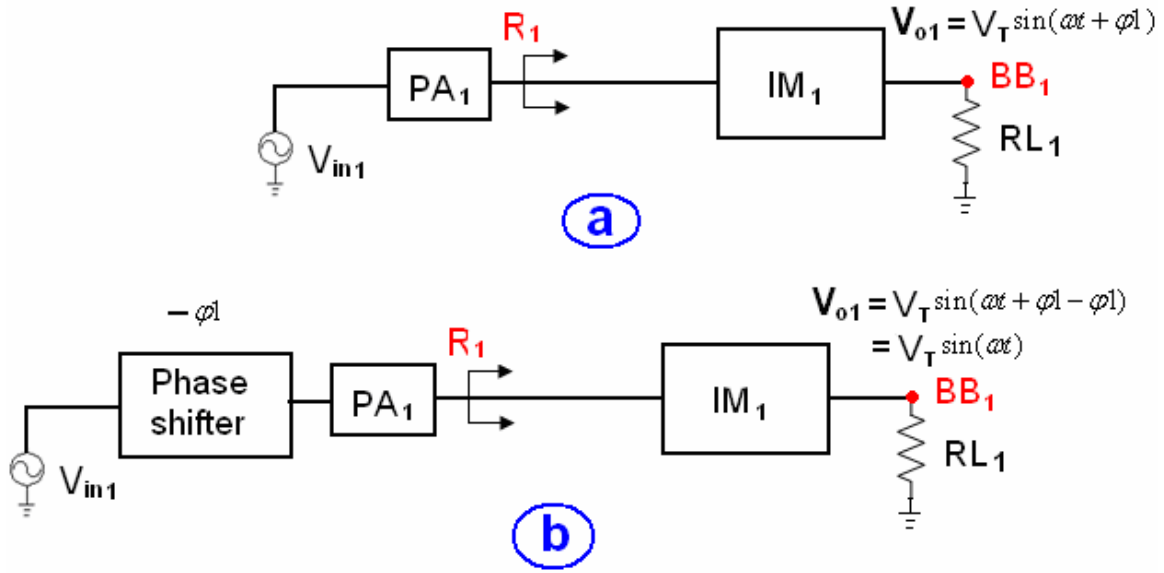 V₀₁ = V_T sin(ωt + φ1)
R₁
PA₁
IM₁
BB₁
RL₁
V_in1
a
− φ1
V₀₁ = V_T sin(ωt + φ1 − φ1)
= V_T sin(ωt)
R₁
Phase
shifter
PA₁
IM₁
BB₁
RL₁
V_in1
b